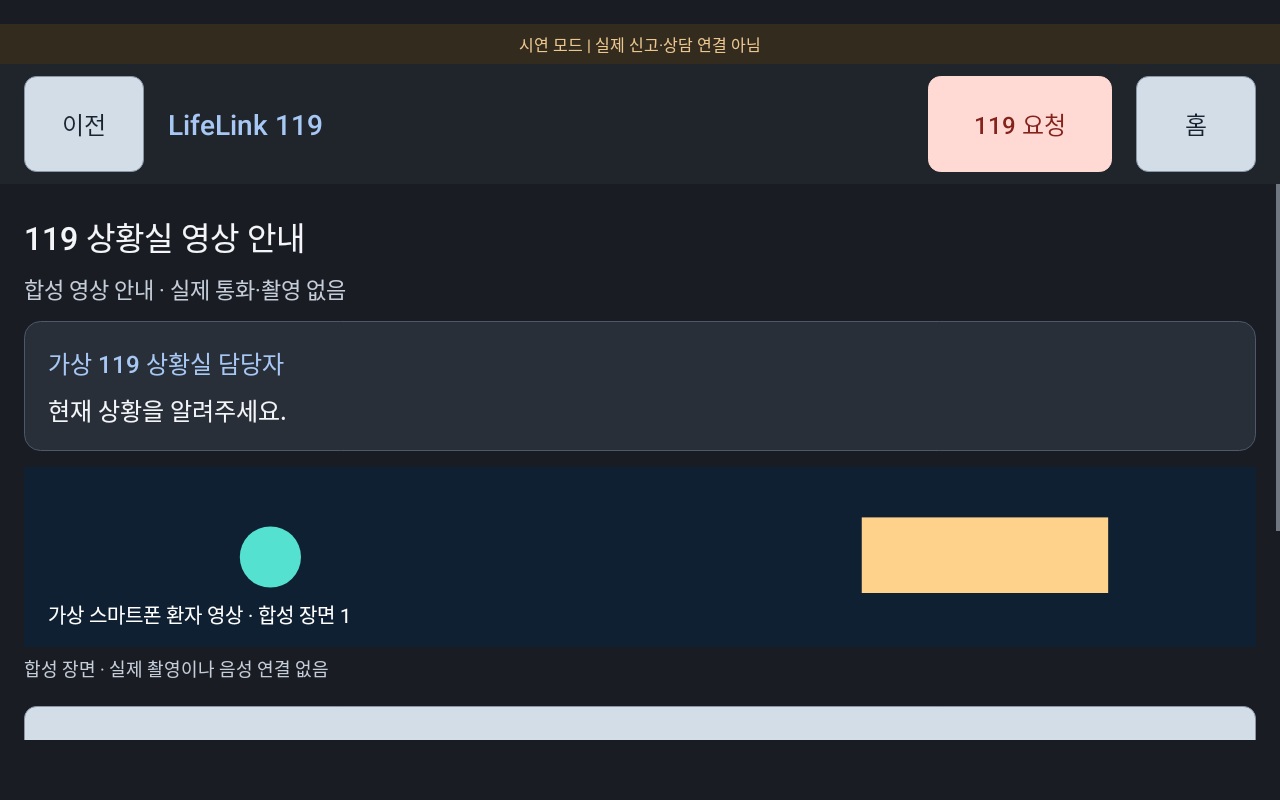 시연 모드 | 실제 신고·상담 연결 아님
이전
LifeLink 119
119 요청
홈
119 상황실 영상 안내
합성 영상 안내 · 실제 통화·촬영 없음
가상 119 상황실 담당자
현재 상황을 알려주세요.
가상 스마트폰 환자 영상 · 합성 장면 1
합성 장면 · 실제 촬영이나 음성 연결 없음